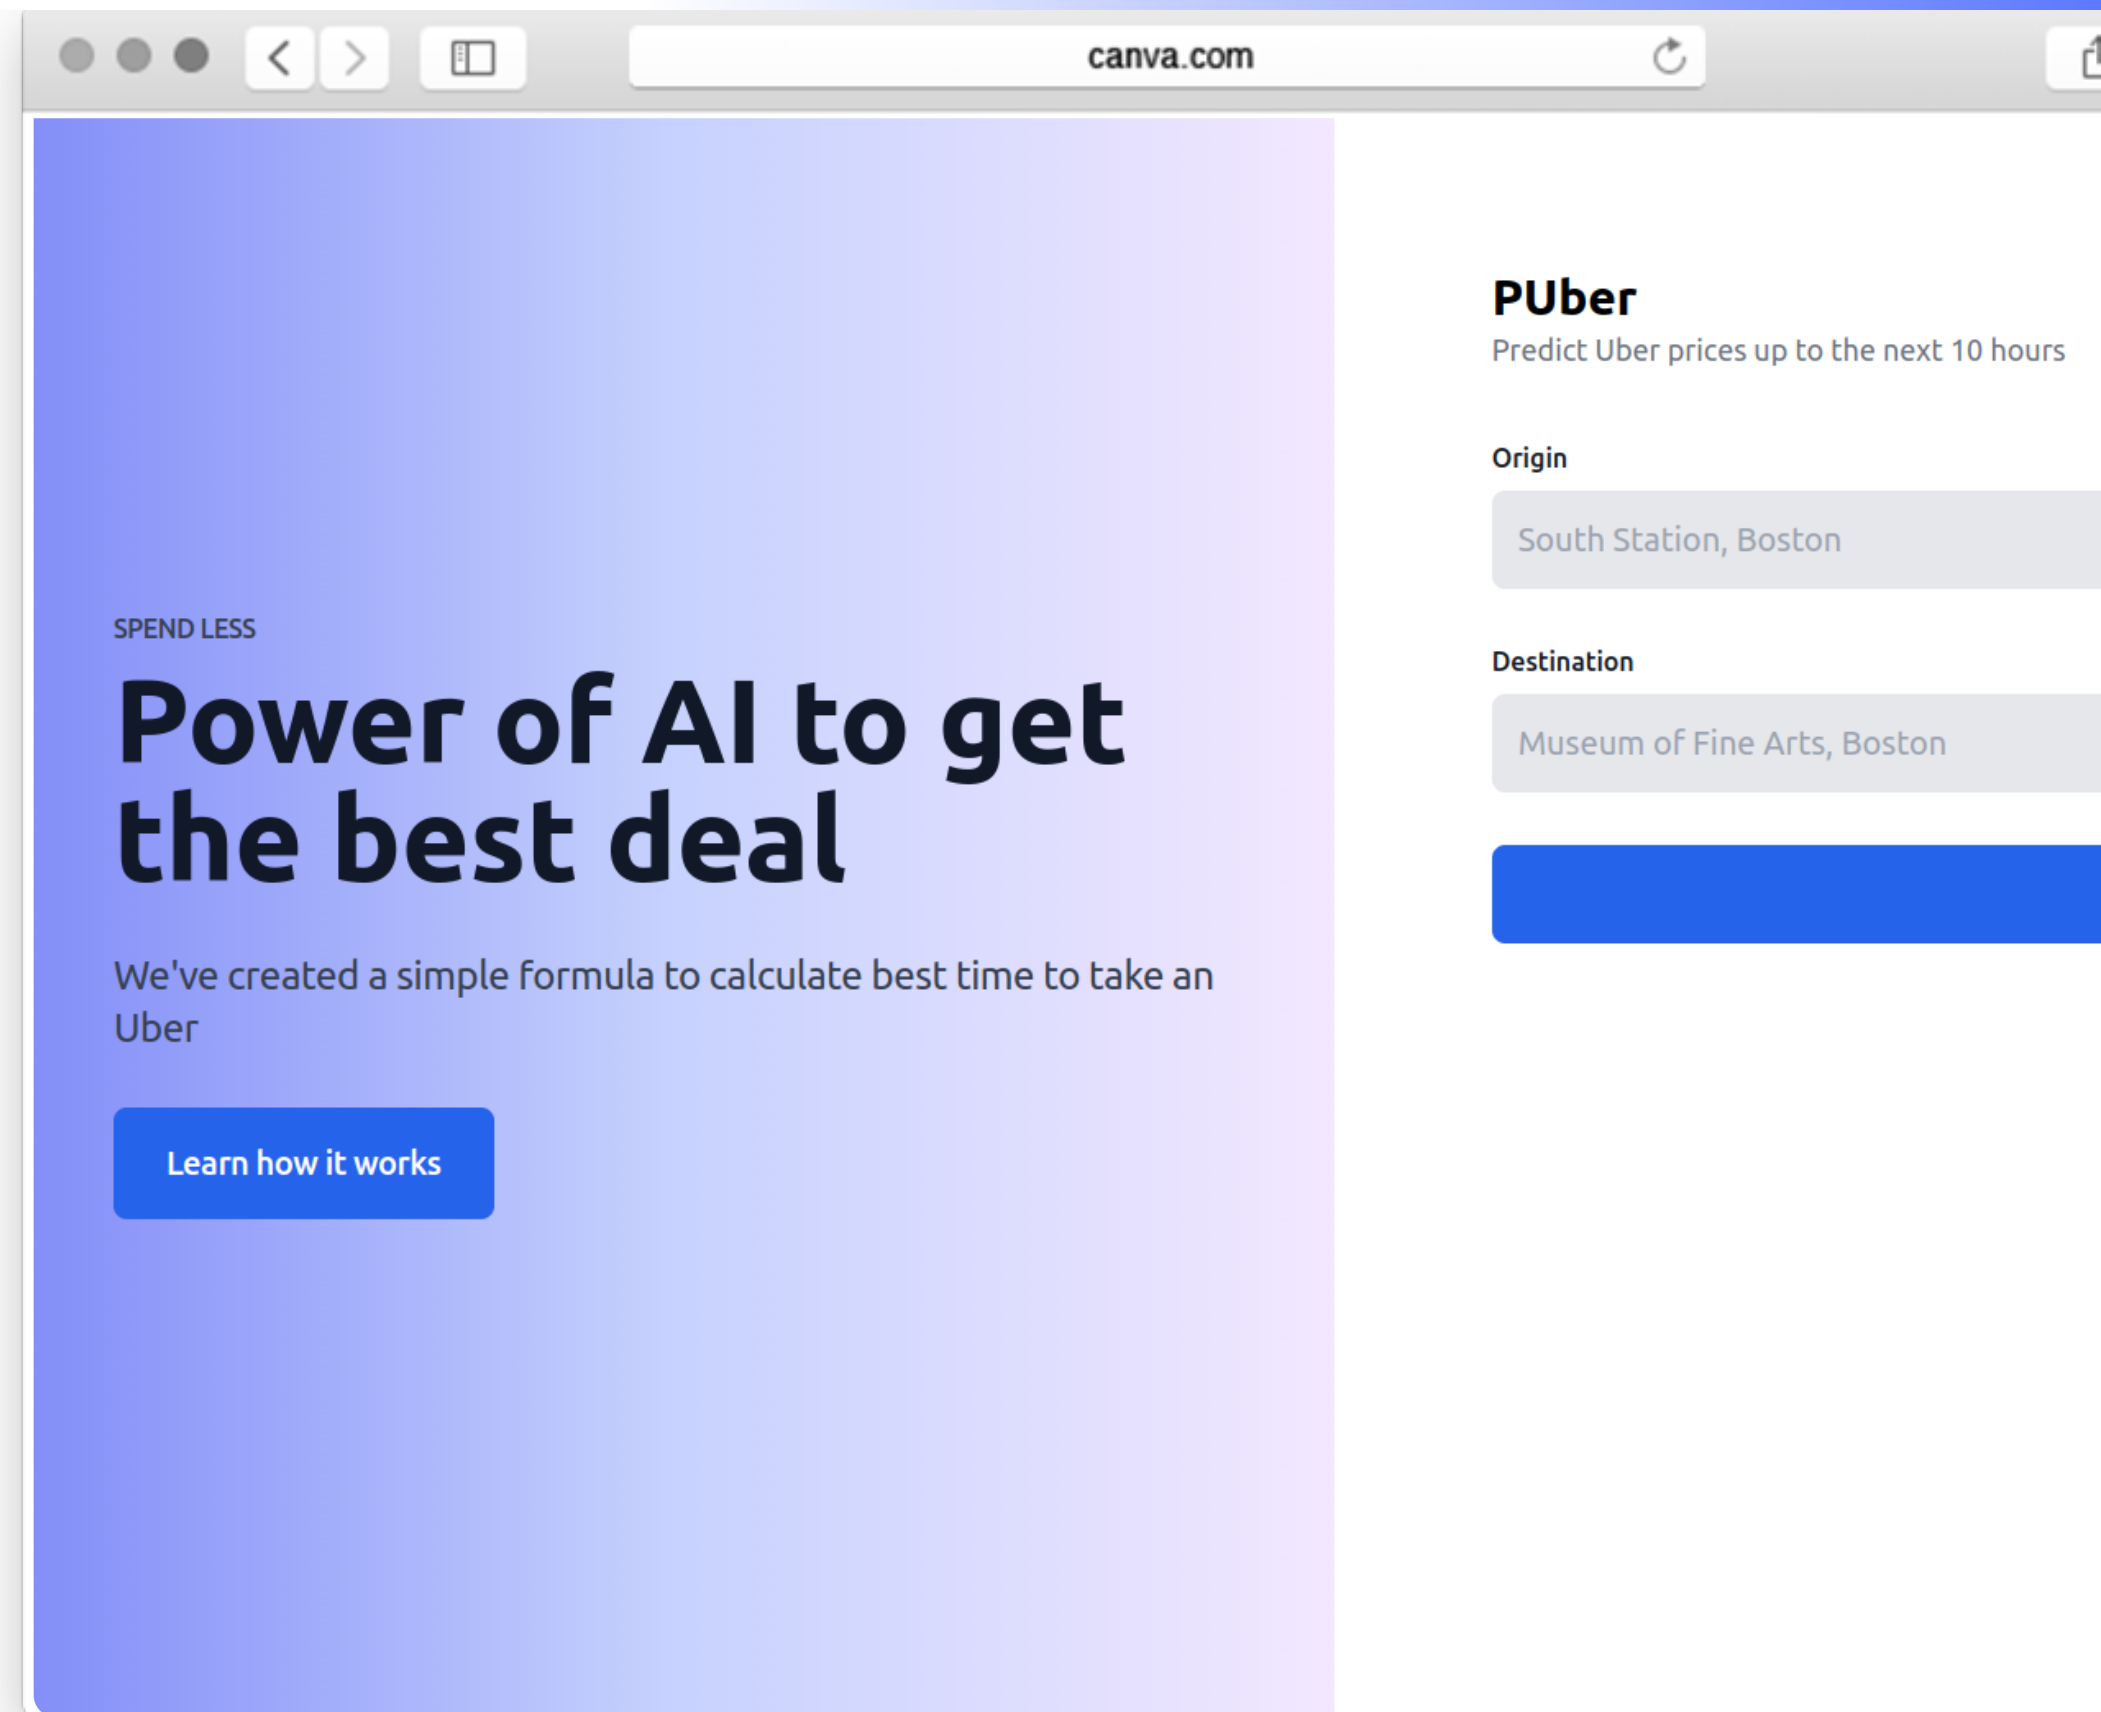 canva.com
SPEND LESS
Power of AI to get
the best deal
We've created a simple formula to calculate best time to take an
Uber
Learn how it works
PUber
Predict Uber prices up to the next 10 hours
Origin
South Station, Boston
Destination
Museum of Fine Arts, Boston